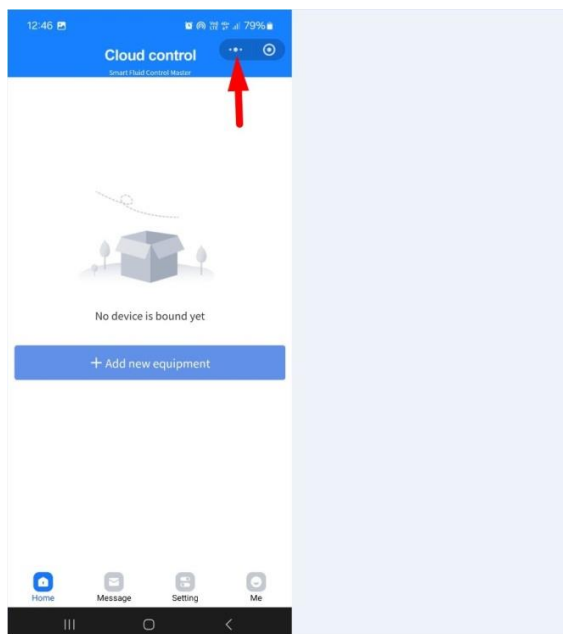 12:46
79%
Cloud control
Smart Fluid Control Master
No device is bound yet
+ Add new equipment
Home
Message
Setting
Me